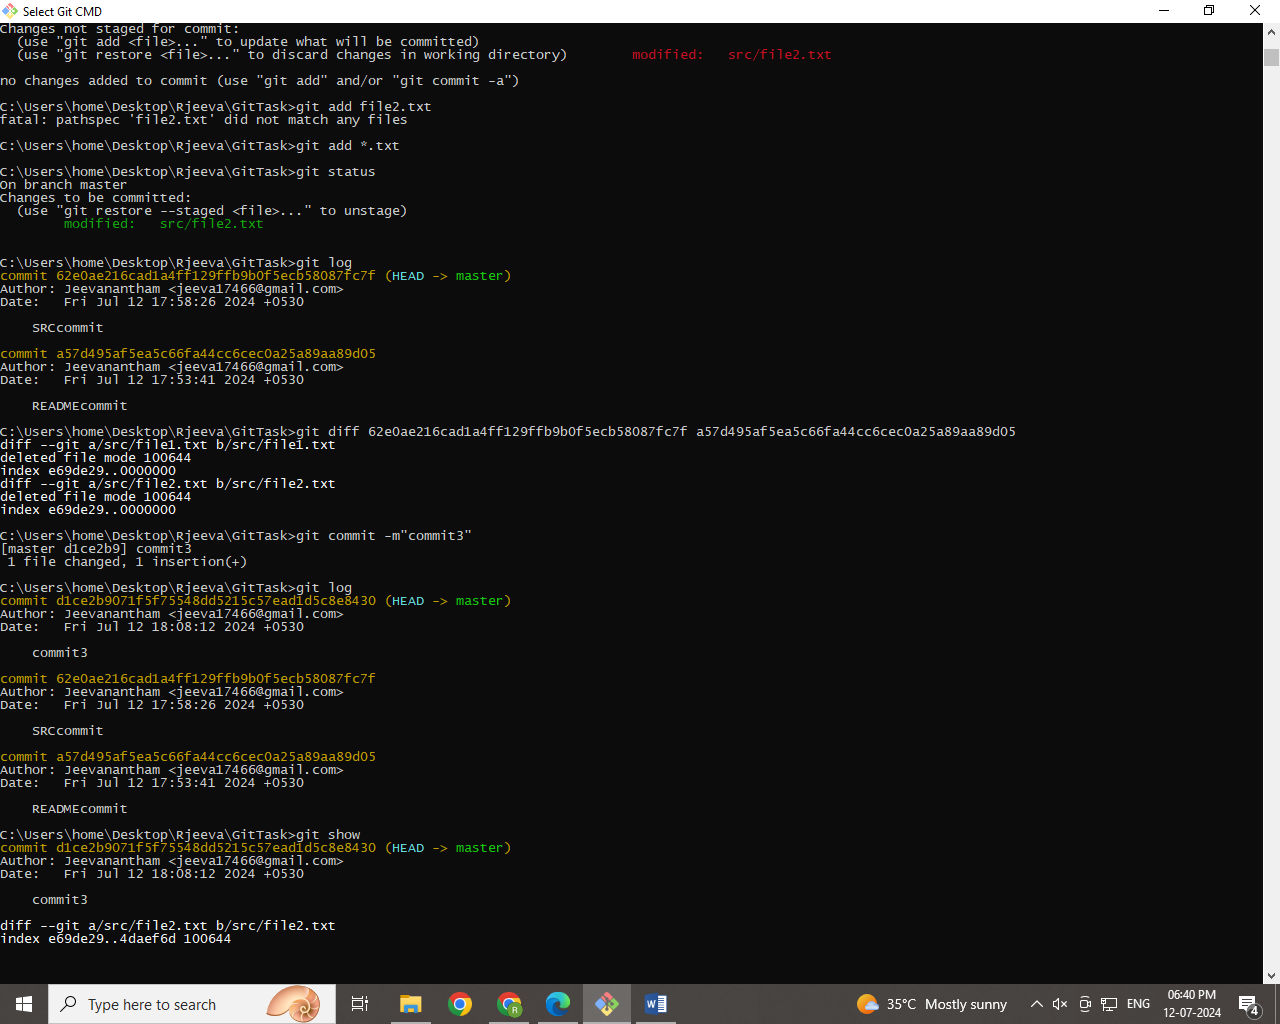 Select Git CMD
Changes not staged for commit:
  (use "git add <file>..." to update what will be committed)
  (use "git restore <file>..." to discard changes in working directory)        modified:   src/file2.txt
no changes added to commit (use "git add" and/or "git commit -a")
C:\Users\home\Desktop\Rjeeva\GitTask>git add file2.txt
fatal: pathspec 'file2.txt' did not match any files
C:\Users\home\Desktop\Rjeeva\GitTask>git add *.txt
C:\Users\home\Desktop\Rjeeva\GitTask>git status
On branch master
Changes to be committed:
  (use "git restore --staged <file>..." to unstage)
        modified:   src/file2.txt
C:\Users\home\Desktop\Rjeeva\GitTask>git log
commit 62e0ae216cad1a4ff129ffb9b0f5ecb58087fc7f (HEAD -> master)
Author: Jeevanantham <jeeva17466@gmail.com>
Date:   Fri Jul 12 17:58:26 2024 +0530
    SRCcommit
commit a57d495af5ea5c66fa44cc6cec0a25a89aa89d05
Author: Jeevanantham <jeeva17466@gmail.com>
Date:   Fri Jul 12 17:53:41 2024 +0530
    READMEcommit
C:\Users\home\Desktop\Rjeeva\GitTask>git diff 62e0ae216cad1a4ff129ffb9b0f5ecb58087fc7f a57d495af5ea5c66fa44cc6cec0a25a89aa89d05
diff --git a/src/file1.txt b/src/file1.txt
deleted file mode 100644
index e69de29..0000000
diff --git a/src/file2.txt b/src/file2.txt
deleted file mode 100644
index e69de29..0000000
C:\Users\home\Desktop\Rjeeva\GitTask>git commit -m"commit3"
[master d1ce2b9] commit3
 1 file changed, 1 insertion(+)
C:\Users\home\Desktop\Rjeeva\GitTask>git log
commit d1ce2b9071f5f75548dd5215c57ead1d5c8e8430 (HEAD -> master)
Author: Jeevanantham <jeeva17466@gmail.com>
Date:   Fri Jul 12 18:08:12 2024 +0530
    commit3
commit 62e0ae216cad1a4ff129ffb9b0f5ecb58087fc7f
Author: Jeevanantham <jeeva17466@gmail.com>
Date:   Fri Jul 12 17:58:26 2024 +0530
    SRCcommit
commit a57d495af5ea5c66fa44cc6cec0a25a89aa89d05
Author: Jeevanantham <jeeva17466@gmail.com>
Date:   Fri Jul 12 17:53:41 2024 +0530
    READMEcommit
C:\Users\home\Desktop\Rjeeva\GitTask>git show
commit d1ce2b9071f5f75548dd5215c57ead1d5c8e8430 (HEAD -> master)
Author: Jeevanantham <jeeva17466@gmail.com>
Date:   Fri Jul 12 18:08:12 2024 +0530
    commit3
diff --git a/src/file2.txt b/src/file2.txt
index e69de29..4daef6d 100644
Type here to search
R
W
35°C Mostly sunny
ENG
06:40 PM
12-07-2024
4